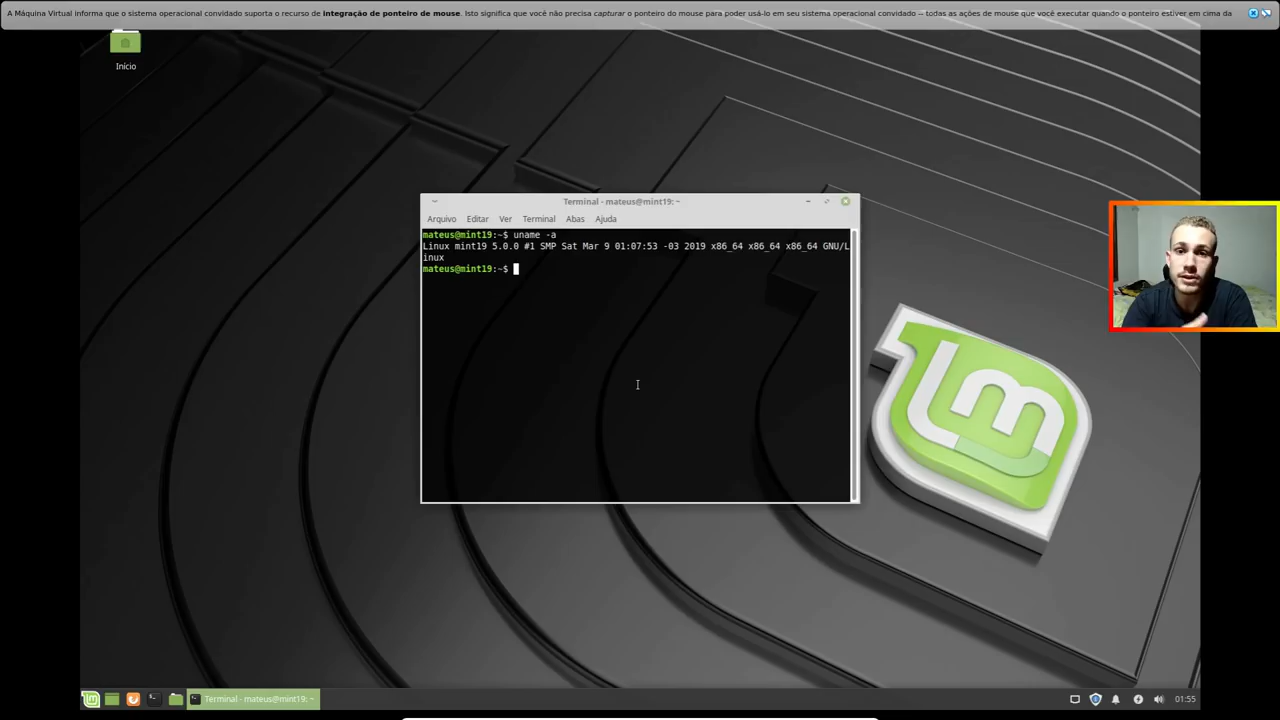 A Máquina Virtual informa que o sistema operacional convidado suporta o recurso de integração de ponteiro de mouse. Isto significa que você não precisa capturar o ponteiro do mouse para poder usá-lo em seu sistema operacional convidado -- todas as ações de mouse que você executar quando o ponteiro estiver em cima da
Início
Terminal - mateus@mint19: ~
Arquivo Editar Ver Terminal Abas Ajuda
mateus@mint19:~$ uname -a
Linux mint19 5.0.0 #1 SMP Sat Mar 9 01:07:53 -03 2019 x86_64 x86_64 x86_64 GNU/L
inux
mateus@mint19:~$
Terminal - mateus@mint19: ~
01:55